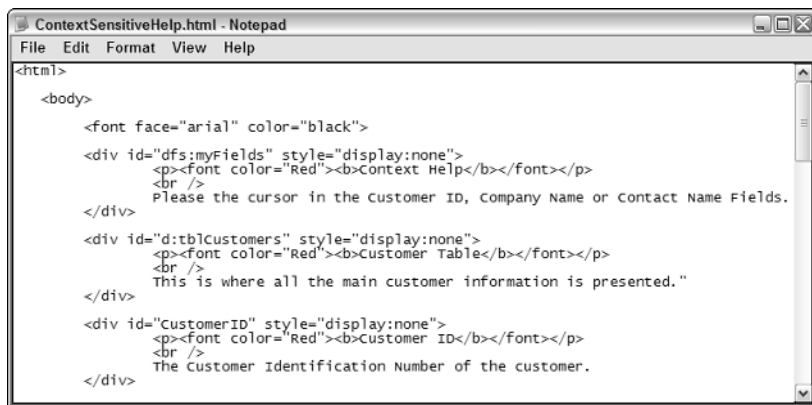 ContextSensitiveHelp.html - Notepad
File Edit Format View Help
<html>
<body>
<font face="arial" color="black">
<div id="dfs:myFields" style="display:none">
<p><font color="Red"><b>Context Help</b></font></p>
<br />
Please the cursor in the Customer ID, Company Name or Contact Name Fields.
</div>
<div id="d:tblCustomers" style="display:none">
<p><font color="Red"><b>Customer Table</b></font></p>
<br />
This is where all the main customer information is presented."
</div>
<div id="CustomerID" style="display:none">
<p><font color="Red"><b>Customer ID</b></font></p>
<br />
The Customer Identification Number of the customer.
</div>